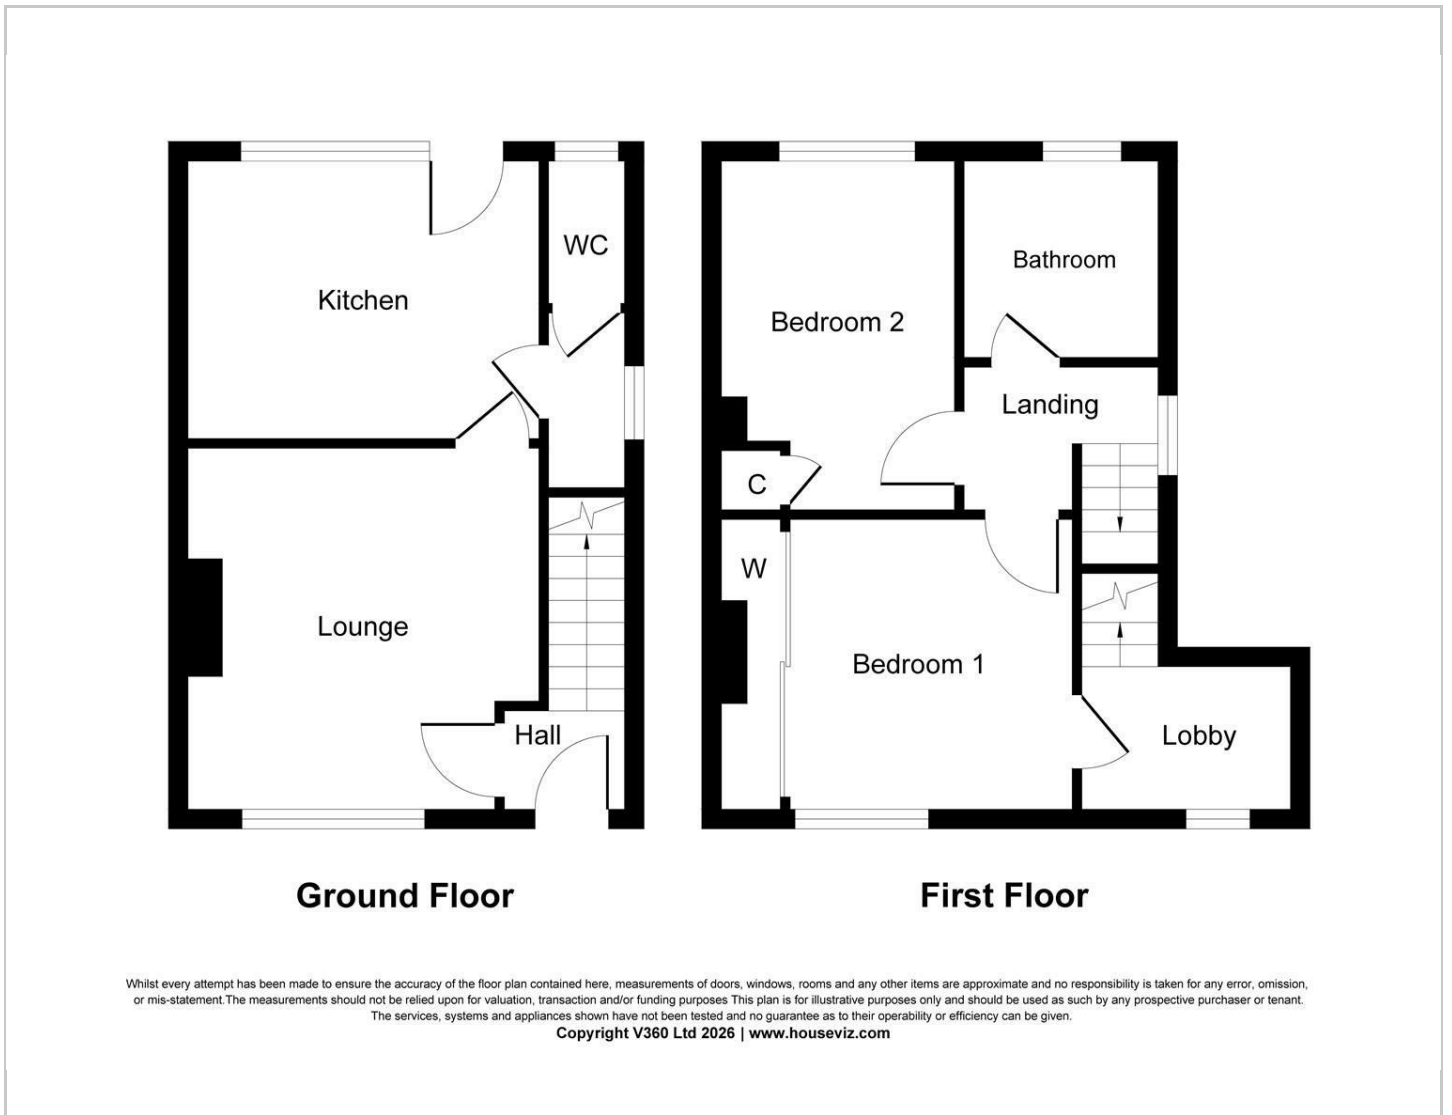 Kitchen
WC
Lounge
Hall
Bedroom 2
Bathroom
Landing
C
W
Bedroom 1
Lobby
Ground Floor
First Floor
Whilst every attempt has been made to ensure the accuracy of the floor plan contained here, measurements of doors, windows, rooms and any other items are approximate and no responsibility is taken for any error, omission,
or mis-statement.The measurements should not be relied upon for valuation, transaction and/or funding purposes This plan is for illustrative purposes only and should be used as such by any prospective purchaser or tenant.
The services, systems and appliances shown have not been tested and no guarantee as to their operability or efficiency can be given.
Copyright V360 Ltd 2026 | www.houseviz.com